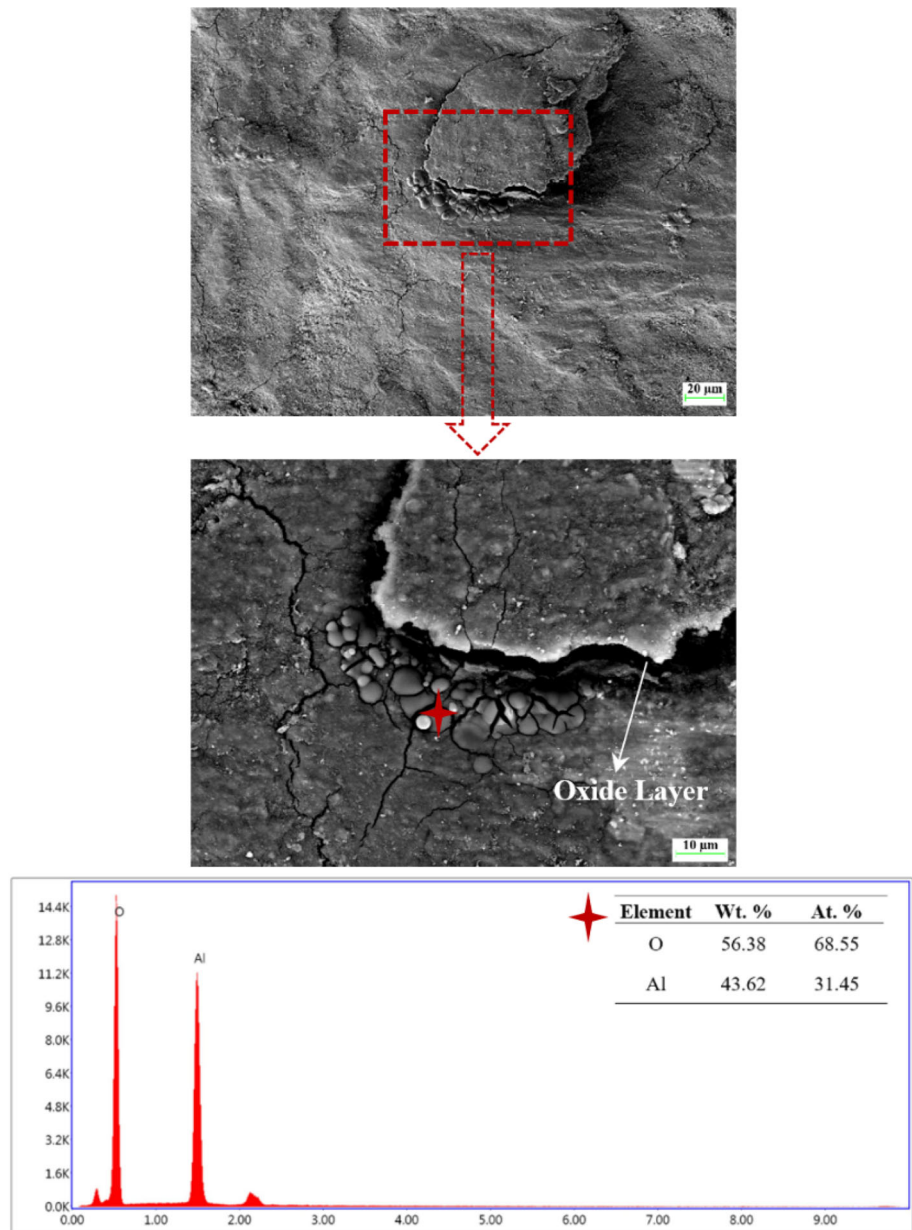 20 μm
Oxide Layer
10 μm
14.4K
12.8K
11.2K
9.6K
8.0K
6.4K
4.8K
3.2K
1.6K
0.0K
O
Al
Element Wt. % At. %
O 56.38 68.55
Al 43.62 31.45
0.00 1.00 2.00 3.00 4.00 5.00 6.00 7.00 8.00 9.00